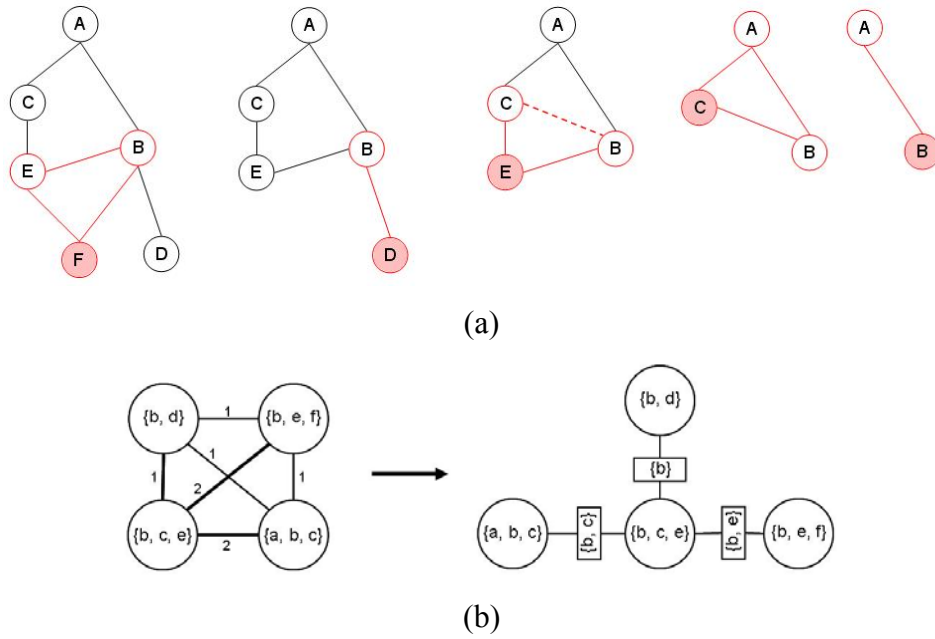 A A A A A
C C C C
B B B B B
E E E
F D D
(a)
{b, d} 1 {b, e, f}
1 1 2 1
{b, c, e} 2 {a, b, c}
{b, d}
{b}
{a, b, c} {b, c} {b, c, e} {b, e} {b, e, f}
(b)